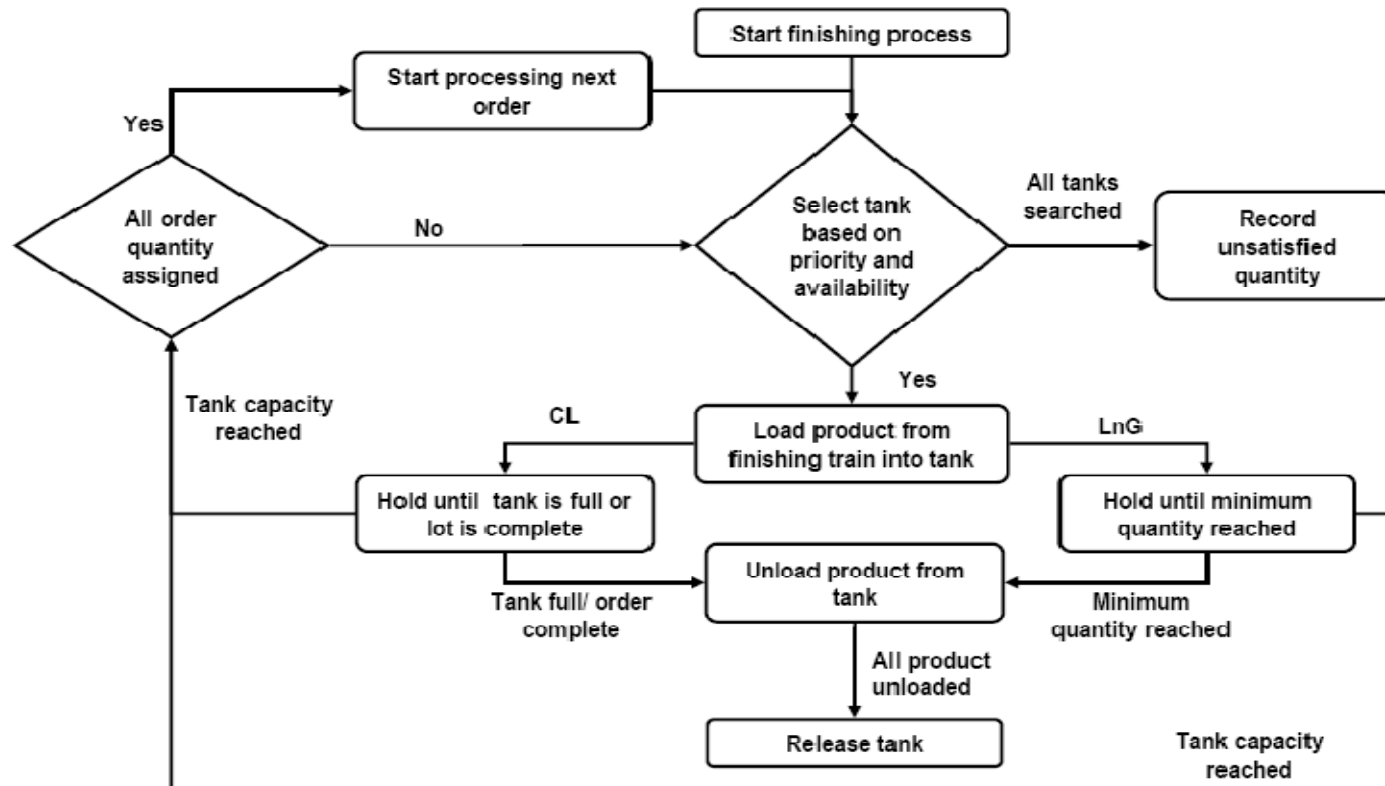 Start finishing process
Start processing next
order
Yes
All order
quantity
assigned
No
Select tank
based on
priority and
availability
All tanks
searched
Record
unsatisfied
quantity
Yes
Tank capacity
reached
CL
Load product from
finishing train into tank
LnG
Hold until tank is full or
lot is complete
Hold until minimum
quantity reached
Unload product from
tank
Tank full/ order
complete
Minimum
quantity reached
All product
unloaded
Release tank
Tank capacity
reached